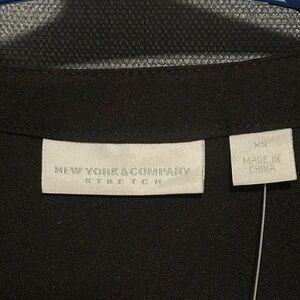 NEW YORK & COMPANY
STRETCH
XS
MADE IN
CHINA